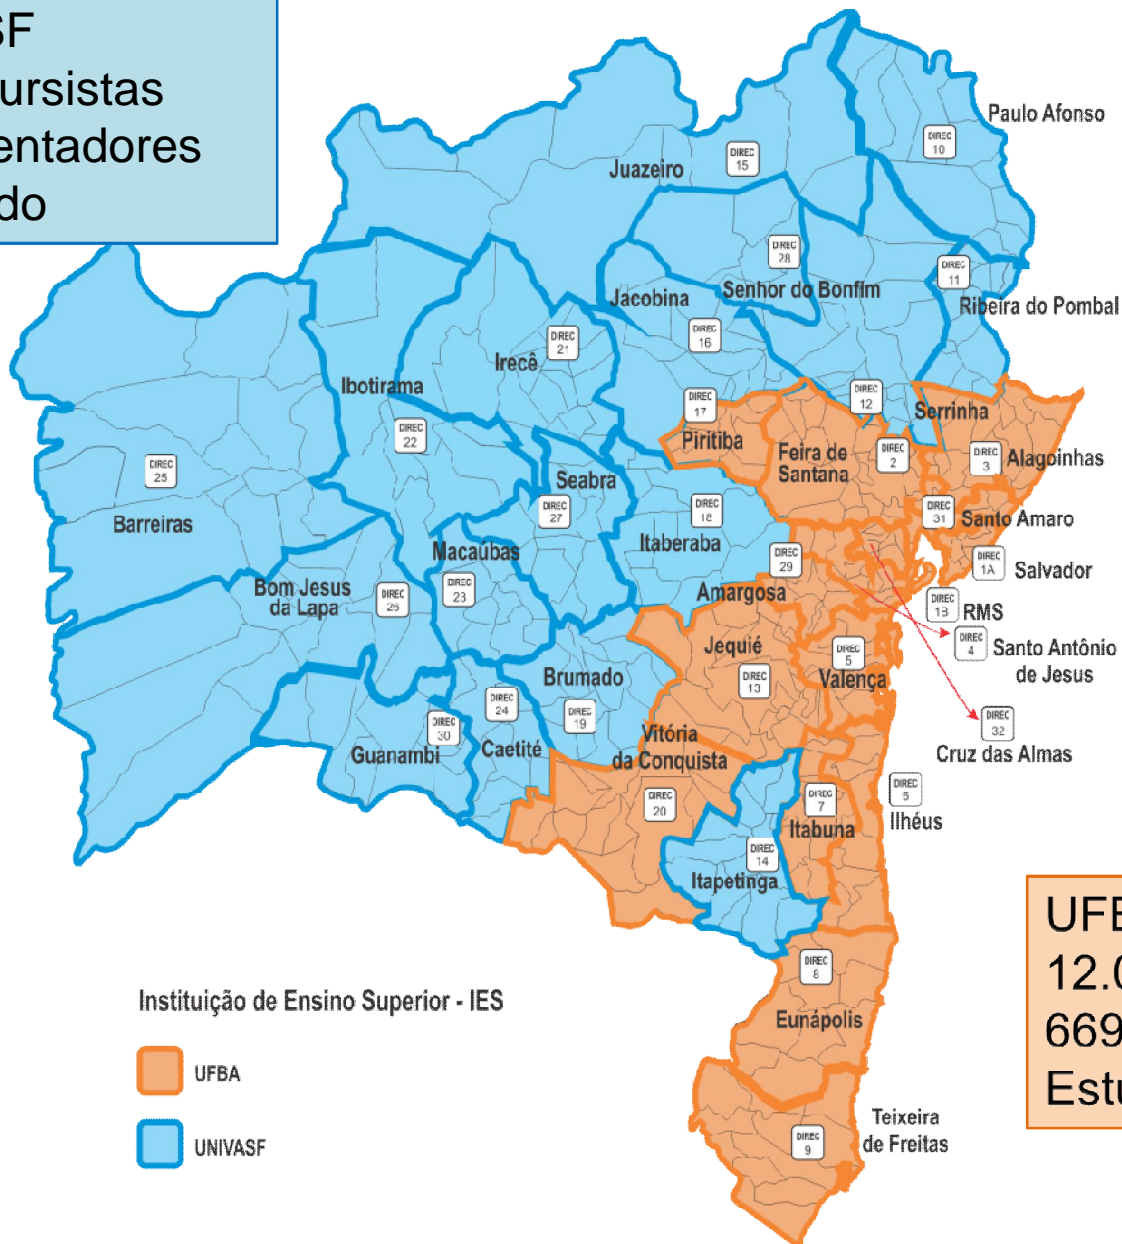 SF
ursistas
entadores
do
Paulo Afonso
DIREC
10
DIREC
15
Juazeiro
DIREC
28
Senhor do Bonfim
DIREC
11
Ribeira do Pombal
Jacobina
DIREC
16
DIREC
21
Irecê
Ibotirama
DIREC
22
DIREC
17
Piritiba
DIREC
12
Serrinha
Feira de
Santana
DIREC
2
DIREC
3
Alagoinhas
DIREC
25
Barreiras
Seabra
DIREC
27
DIREC
18
Itaberaba
DIREC
31
Santo Amaro
Macaúbas
DIREC
23
DIREC
29
Amargosa
DIREC
1A
Salvador
Bom Jesus
da Lapa
DIREC
26
DIREC
1B
RMS
DIREC
4
Santo Antônio
de Jesus
Jequié
DIREC
13
DIREC
5
Valença
Brumado
DIREC
19
DIREC
24
Caetité
DIREC
30
Guanambi
DIREC
32
Cruz das Almas
Vitória
da Conquista
DIREC
20
DIREC
7
Itabuna
DIREC
Ilhéus
DIREC
14
Itapetinga
UFB
12.0
669
Estu
DIREC
8
Eunápolis
Instituição de Ensino Superior - IES
UFBA
UNIVASF
Teixeira
de Freitas
DIREC
9